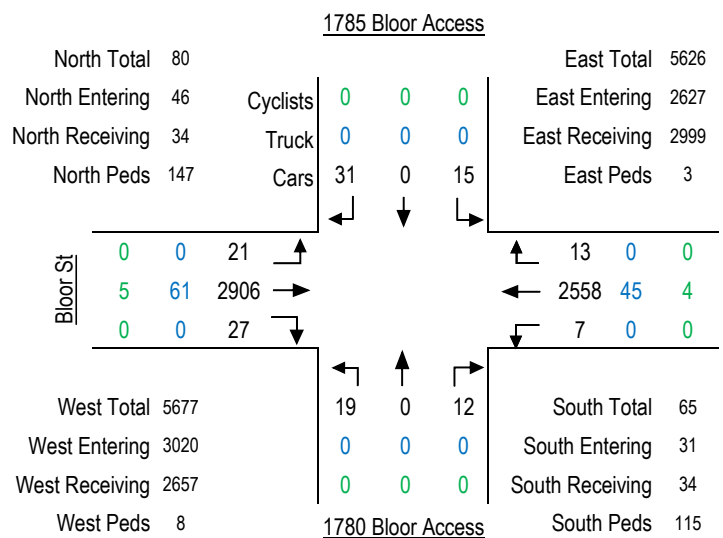 1785 Bloor Access
North Total 80 East Total 5626
North Entering 46 Cyclists 0 0 0 East Entering 2627
North Receiving 34 Truck 0 0 0 East Receiving 2999
North Peds 147 Cars 31 0 15 East Peds 3
0 0 21 13 0 0
Bloor St 5 61 2906 2558 45 4
0 0 27 7 0 0
West Total 5677 19 0 12 South Total 65
West Entering 3020 0 0 0 South Entering 31
West Receiving 2657 0 0 0 South Receiving 34
West Peds 8 1780 Bloor Access South Peds 115